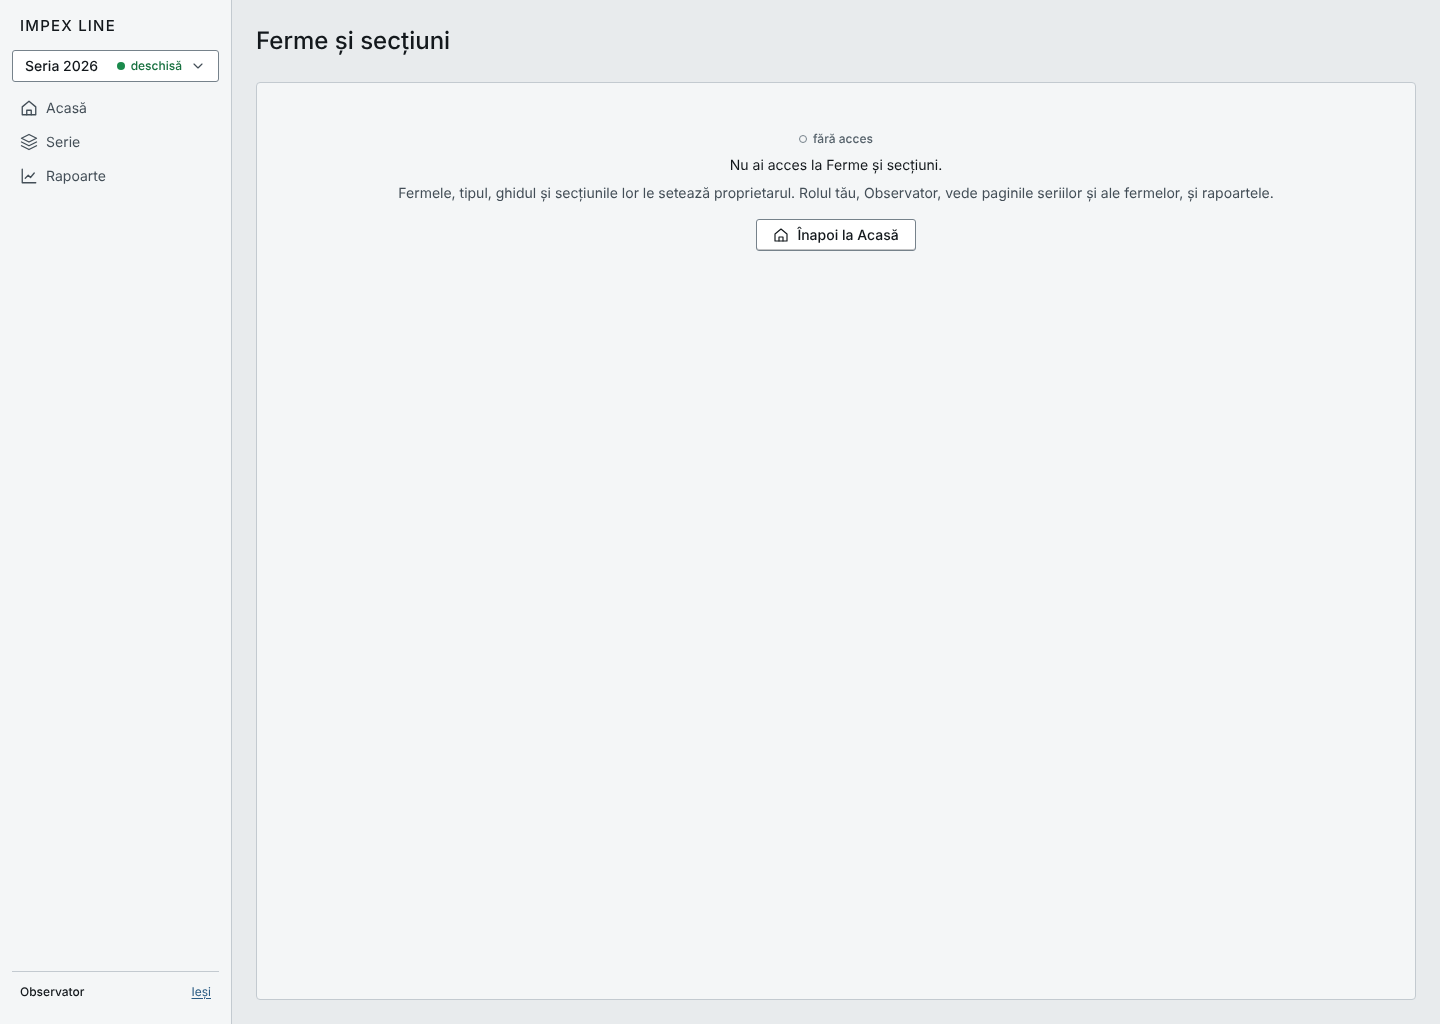 IMPEX LINE
Seria 2026 deschisă
Acasă
Serie
Rapoarte
Observator Ieși
Ferme și secțiuni
fără acces
Nu ai acces la Ferme și secțiuni.
Fermele, tipul, ghidul și secțiunile lor le setează proprietarul. Rolul tău, Observator, vede paginile seriilor și ale fermelor, și rapoartele.
Înapoi la Acasă